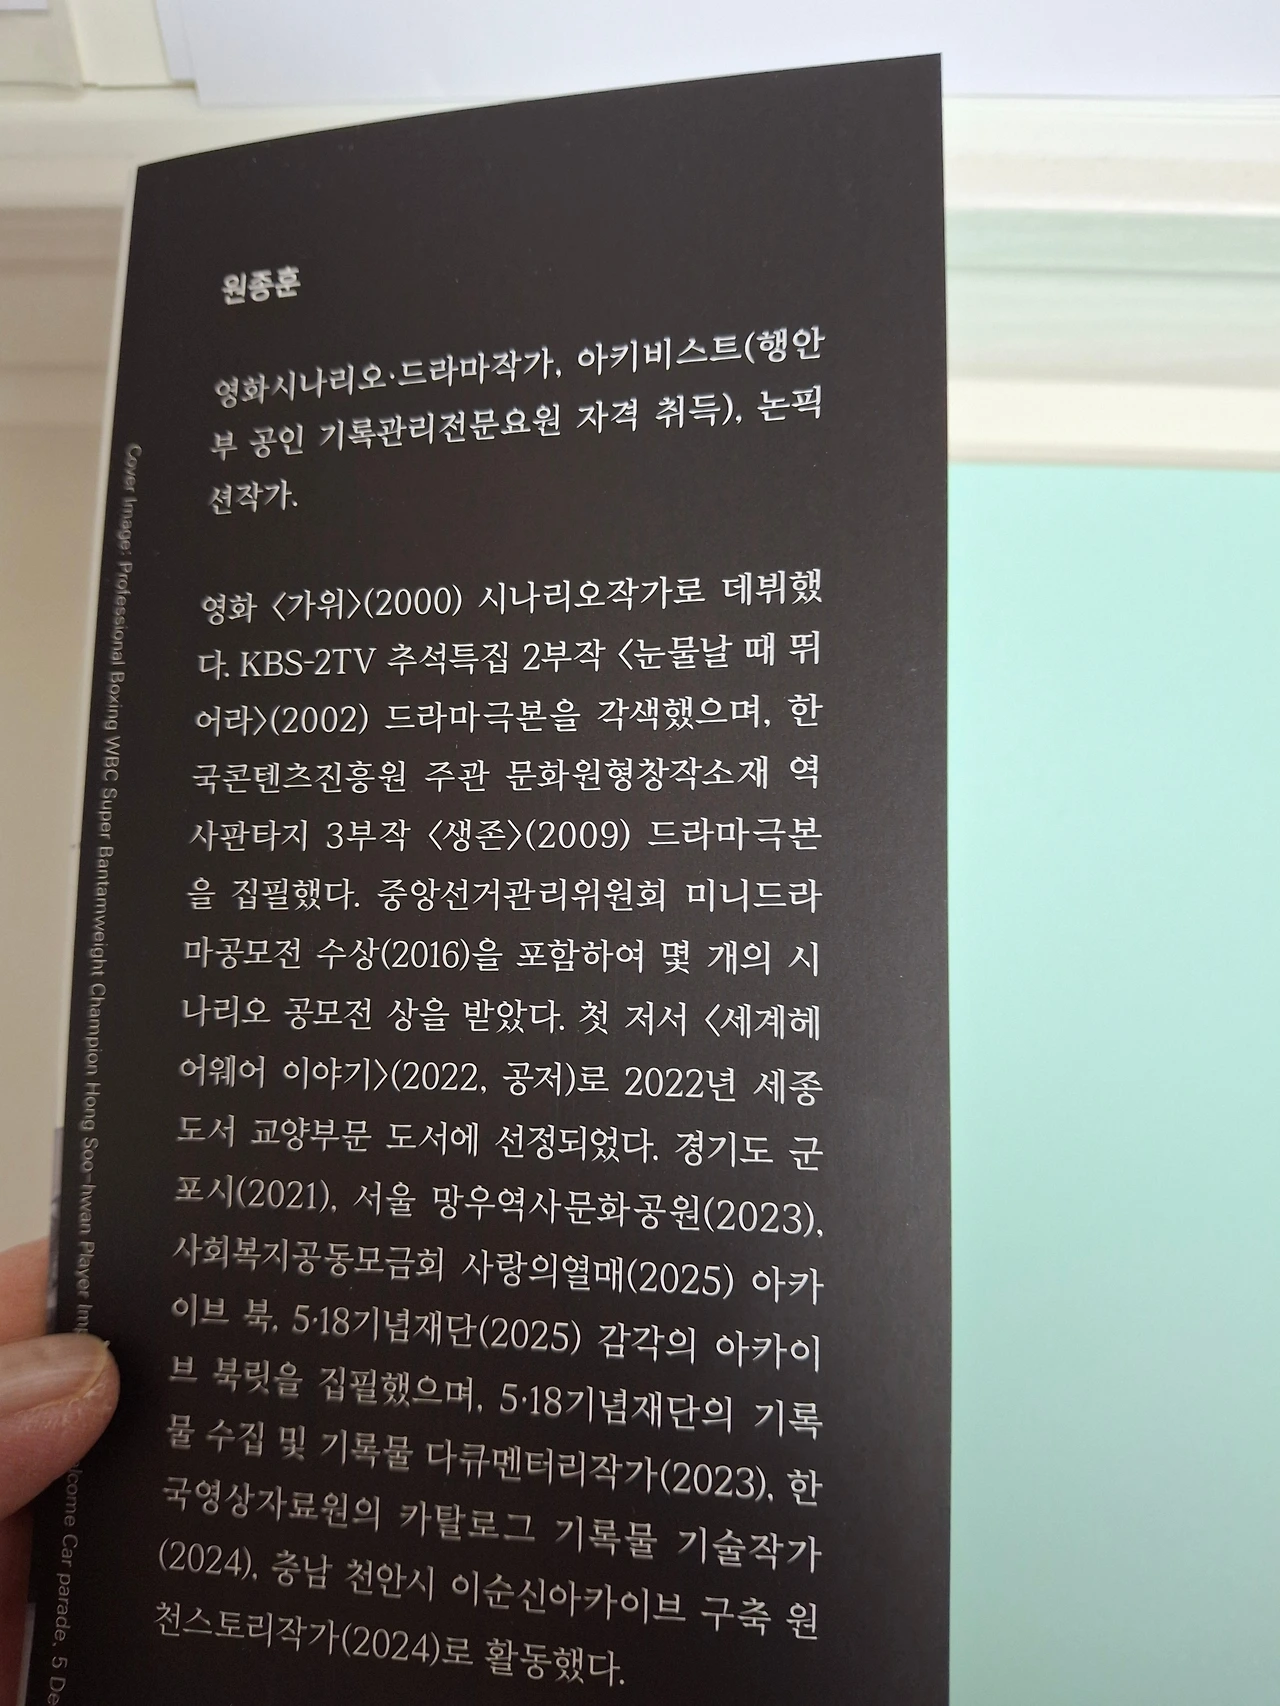 원종훈
영화시나리오·드라마작가, 아키비스트(행안
부 공인 기록관리전문요원 자격 취득), 논픽
션작가.
영화 〈가위〉(2000) 시나리오작가로 데뷔했
다. KBS-2TV 추석특집 2부작 〈눈물날 때 뛰
어라〉(2002) 드라마극본을 각색했으며, 한
국콘텐츠진흥원 주관 문화원형창작소재 역
사판타지 3부작 〈생존〉(2009) 드라마극본
을 집필했다. 중앙선거관리위원회 미니드라
마공모전 수상(2016)을 포함하여 몇 개의 시
나리오 공모전 상을 받았다. 첫 저서 〈세계헤
어웨어 이야기〉(2022, 공저)로 2022년 세종
도서 교양부문 도서에 선정되었다. 경기도 군
포시(2021), 서울 망우역사문화공원(2023),
사회복지공동모금회 사랑의열매(2025) 아카
이브 북, 5·18기념재단(2025) 감각의 아카이
브 북릿을 집필했으며, 5·18기념재단의 기록
물 수집 및 기록물 다큐멘터리작가(2023), 한
국영상자료원의 카탈로그 기록물 기술작가
(2024), 충남 천안시 이순신아카이브 구축 원
천스토리작가(2024)로 활동했다.
Cover Image: Professional Boxing WBC Super Bantamweight Champion Hong Soo-hwan Player Car parade, 5